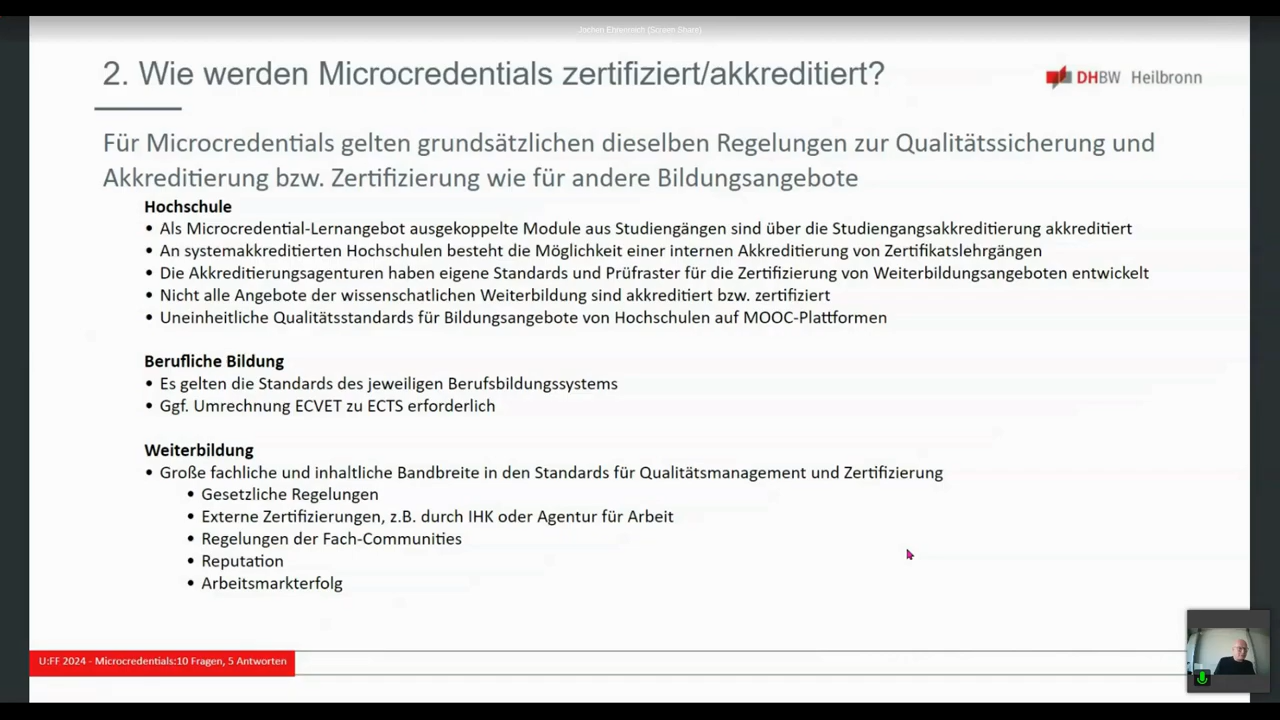 Jochen Ehrenreich (Screen Share)
2. Wie werden Microcredentials zertifiziert/akkreditiert?
DHBW Heilbronn
Für Microcredentials gelten grundsätzlichen dieselben Regelungen zur Qualitätssicherung und
Akkreditierung bzw. Zertifizierung wie für andere Bildungsangebote
Hochschule
• Als Microcredential-Lernangebot ausgekoppelte Module aus Studiengängen sind über die Studiengangsakkreditierung akkreditiert
• An systemakkreditierten Hochschulen besteht die Möglichkeit einer internen Akkreditierung von Zertifikatslehrgängen
• Die Akkreditierungsagenturen haben eigene Standards und Prüfraster für die Zertifizierung von Weiterbildungsangeboten entwickelt
• Nicht alle Angebote der wissenschatlichen Weiterbildung sind akkreditiert bzw. zertifiziert
• Uneinheitliche Qualitätsstandards für Bildungsangebote von Hochschulen auf MOOC-Plattformen
Berufliche Bildung
• Es gelten die Standards des jeweiligen Berufsbildungssystems
• Ggf. Umrechnung ECVET zu ECTS erforderlich
Weiterbildung
• Große fachliche und inhaltliche Bandbreite in den Standards für Qualitätsmanagement und Zertifizierung
• Gesetzliche Regelungen
• Externe Zertifizierungen, z.B. durch IHK oder Agentur für Arbeit
• Regelungen der Fach-Communities
• Reputation
• Arbeitsmarkterfolg
U:FF 2024 - Microcredentials:10 Fragen, 5 Antworten